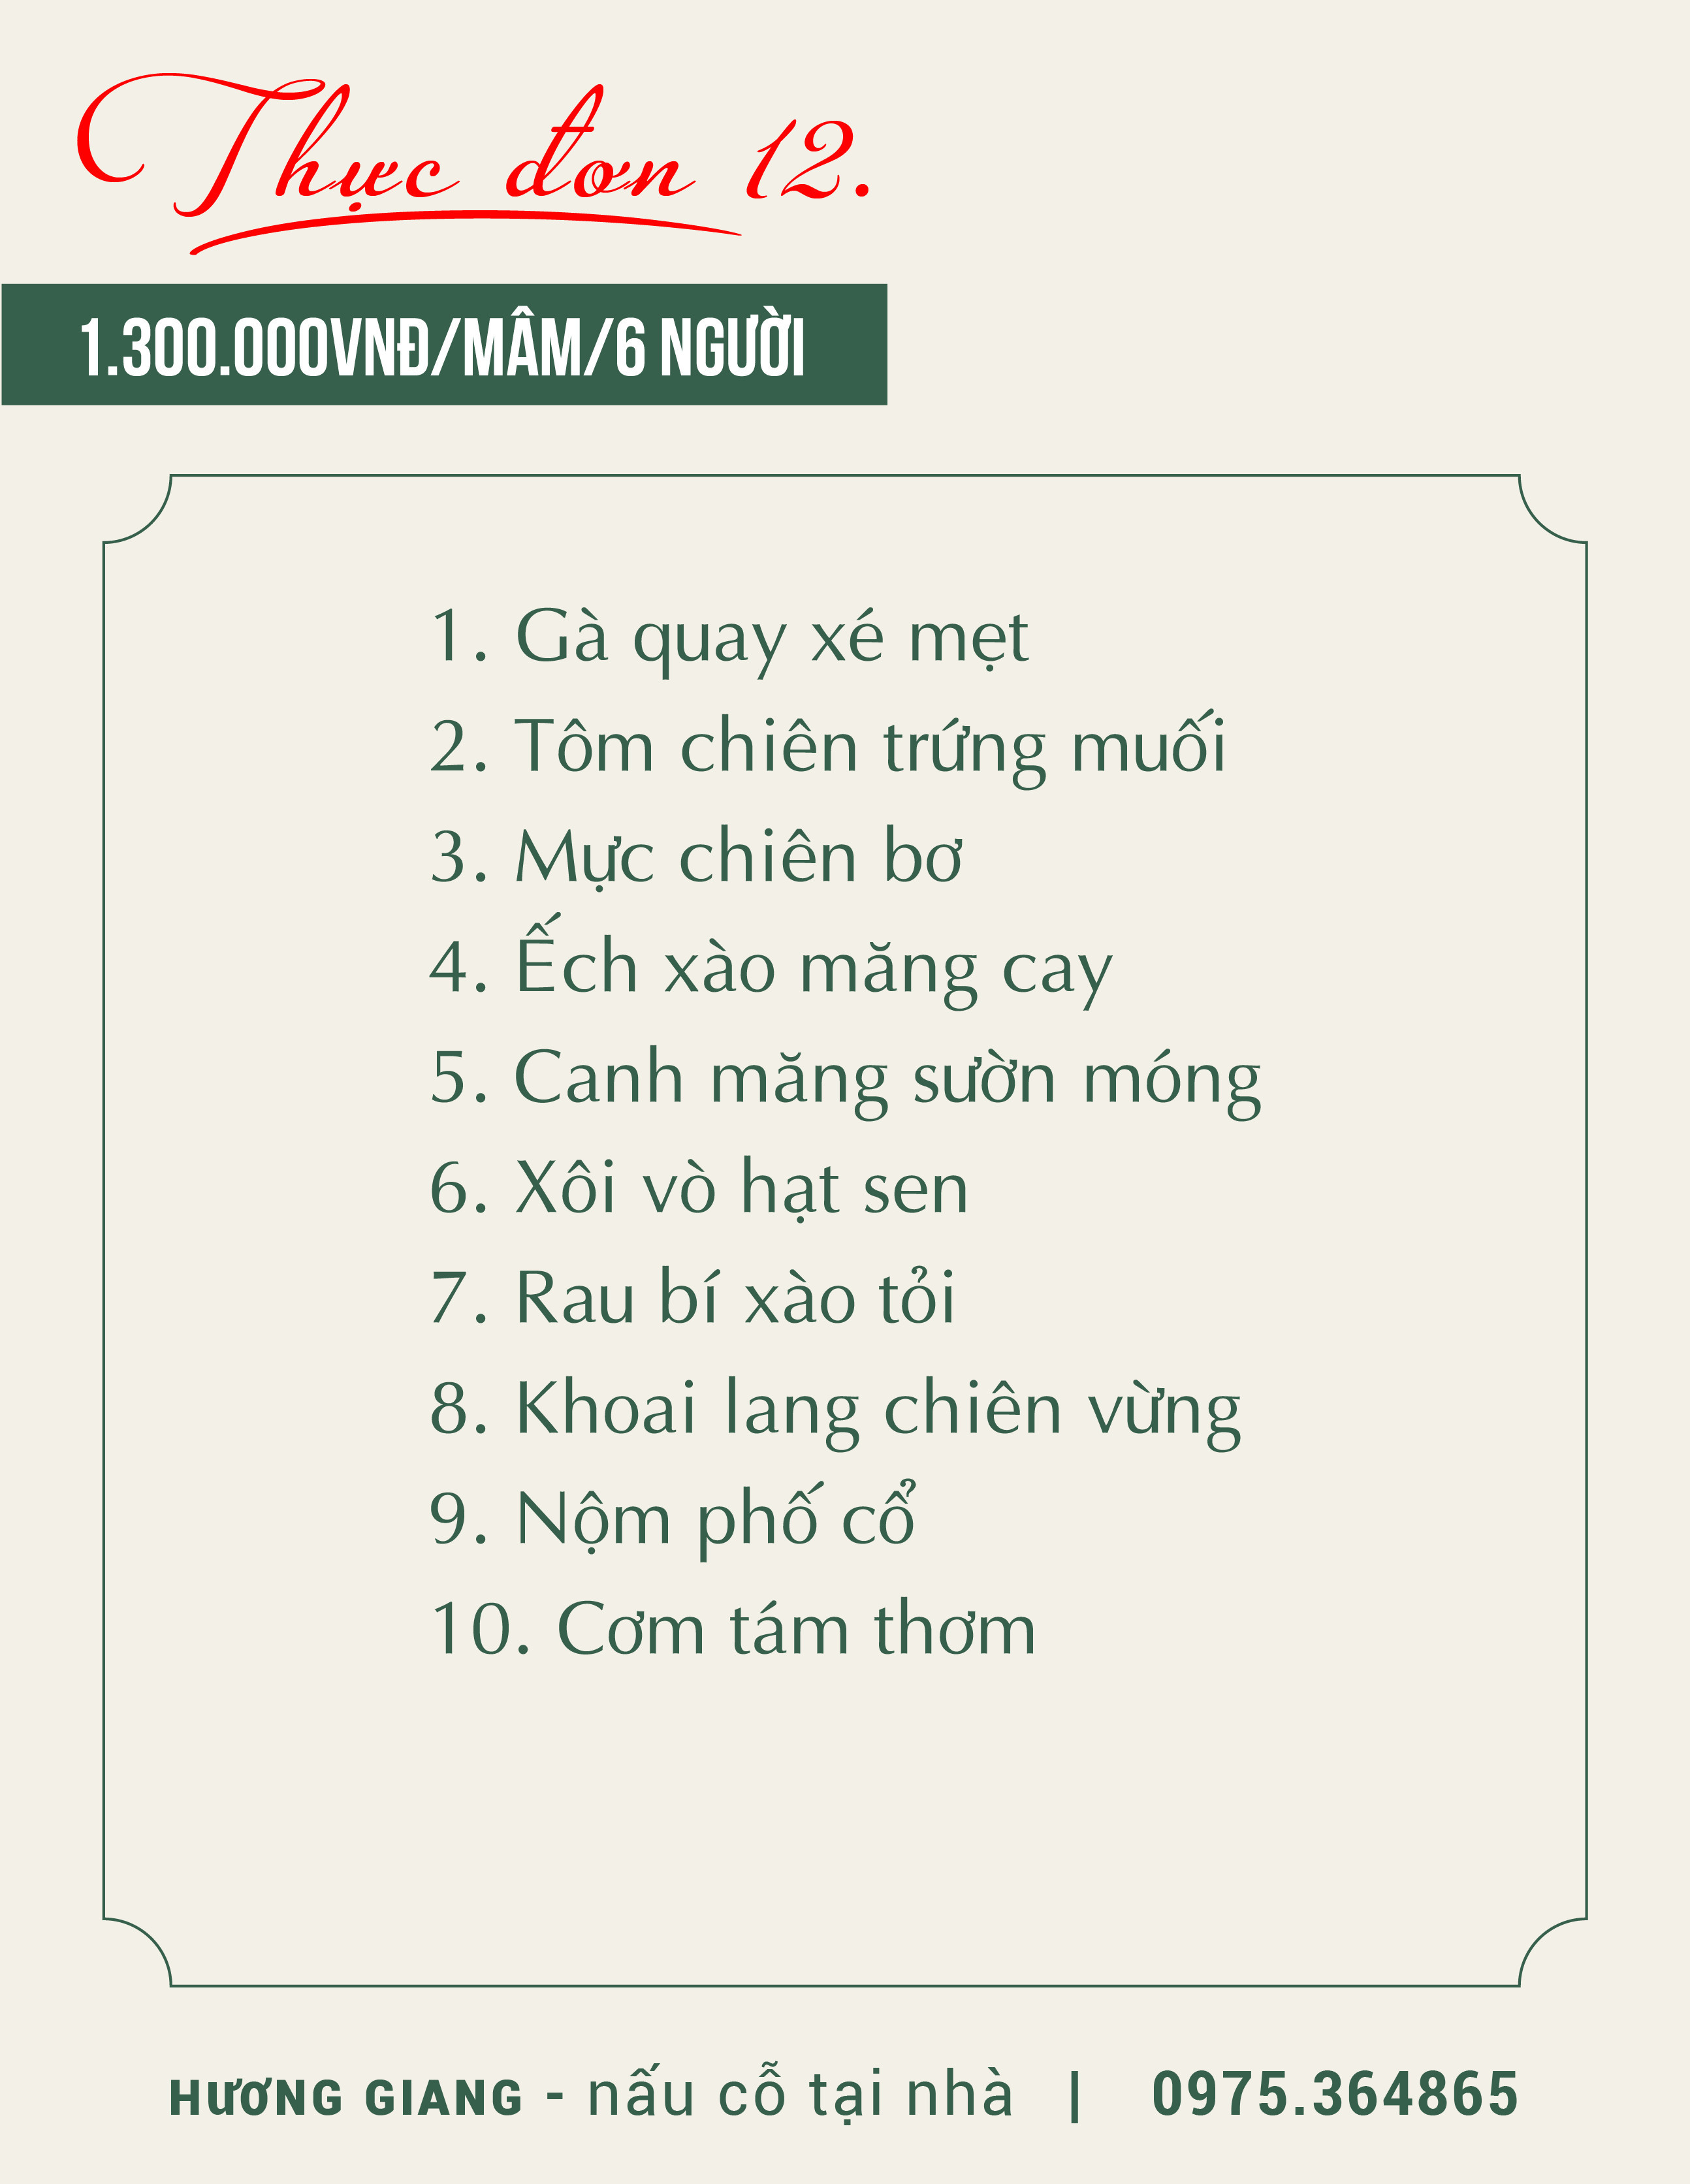 Thực đơn 12.
1.300.000VNĐ/MÂM/6 NGƯỜI
1. Gà quay xé mẹt
2. Tôm chiên trứng muối
3. Mực chiên bơ
4. Ếch xào măng cay
5. Canh măng sườn móng
6. Xôi vò hạt sen
7. Rau bí xào tỏi
8. Khoai lang chiên vừng
9. Nộm phố cổ
10. Cơm tám thơm
HươNG GIANG - nấu cỗ tại nhà | 0975.364865